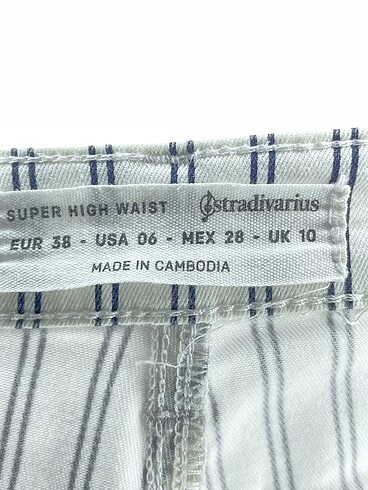 SUPER HIGH WAIST stradivarius
EUR 38 - USA 06 - MEX 28 - UK 10
MADE IN CAMBODIA